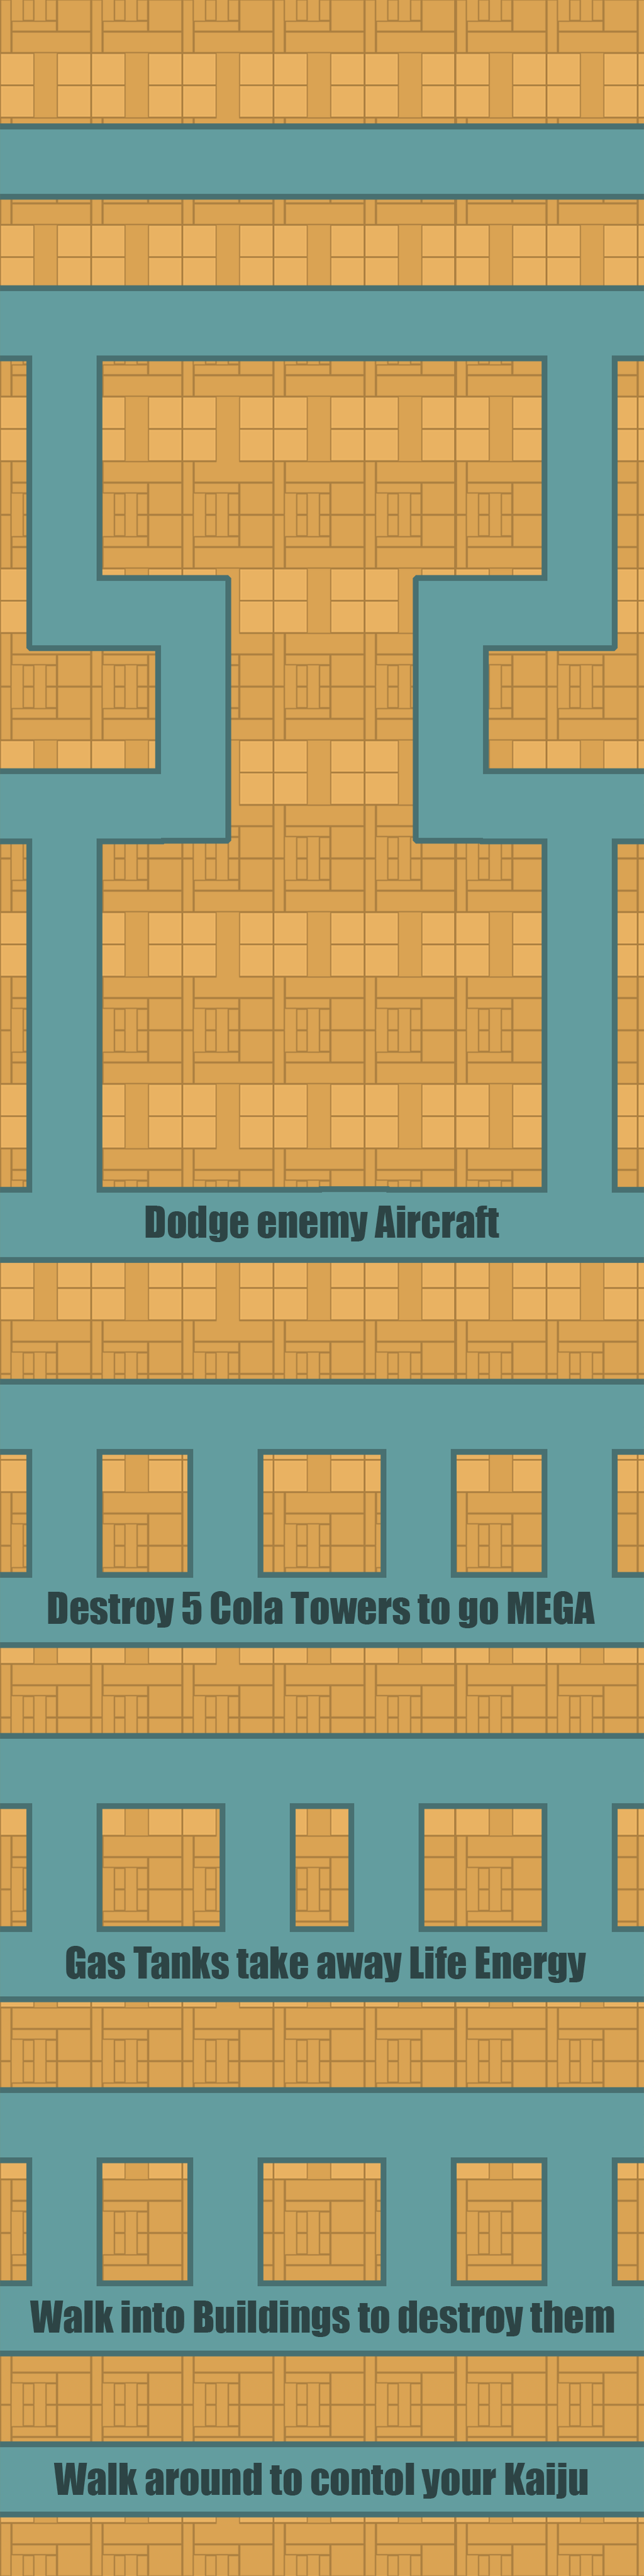 Dodge enemy Aircraft
Destroy 5 Cola Towers to go MEGA
Gas Tanks take away Life Energy
Walk into Buildings to destroy them
Walk around to contol your Kaiju